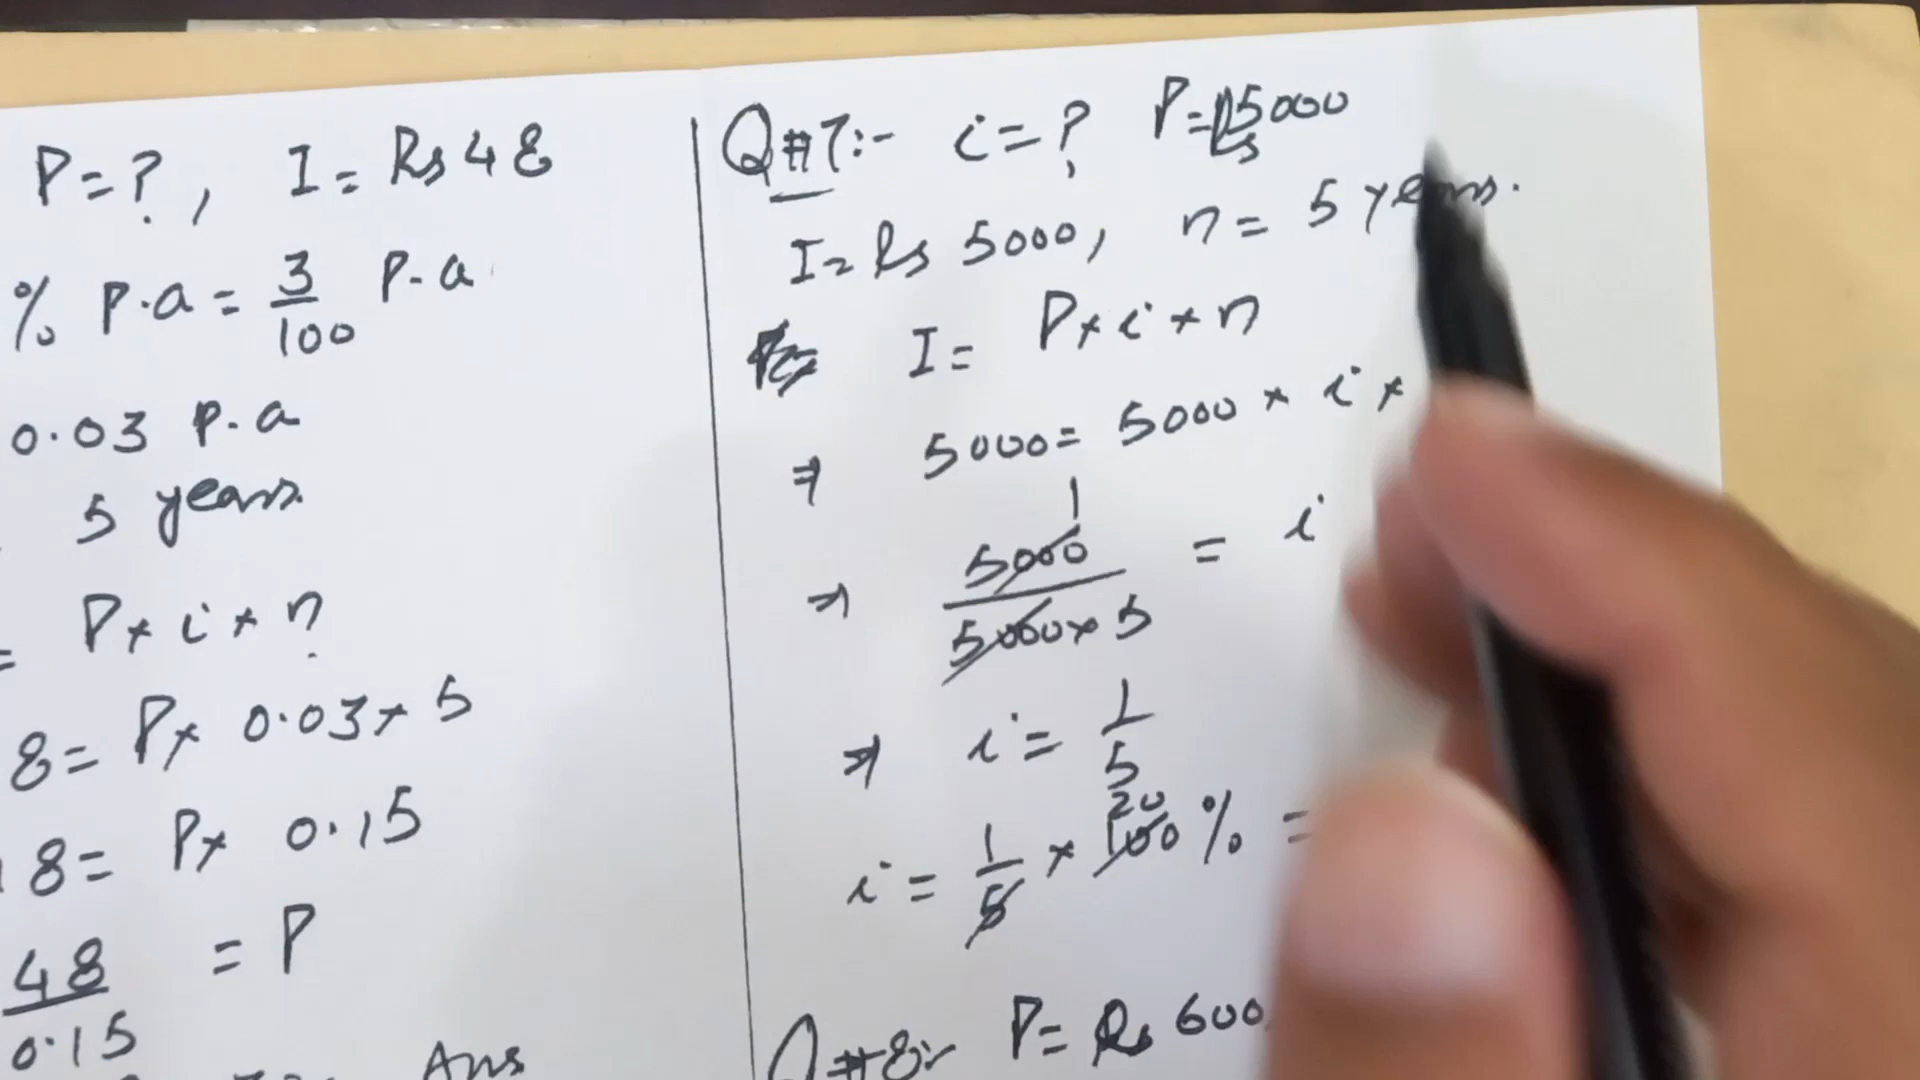 P = ?, I = Rs 48
% P.a = 3/100 P.a
0.03 P.a
5 years.
= P × i × n
8 = P × 0.03 × 5
8 = P × 0.15
48/0.15 = P
Ans
Q#7:- i = ? P = Rs 5000
I = Rs 5000, n = 5 years.
I = P × i × n
⇒ 5000 = 5000 × i ×
⇒ 5000/5000×5 = i
1
⇒ i = 1/5
20
i = 1/5 × 100 % =
Q#8:- P = Rs 600